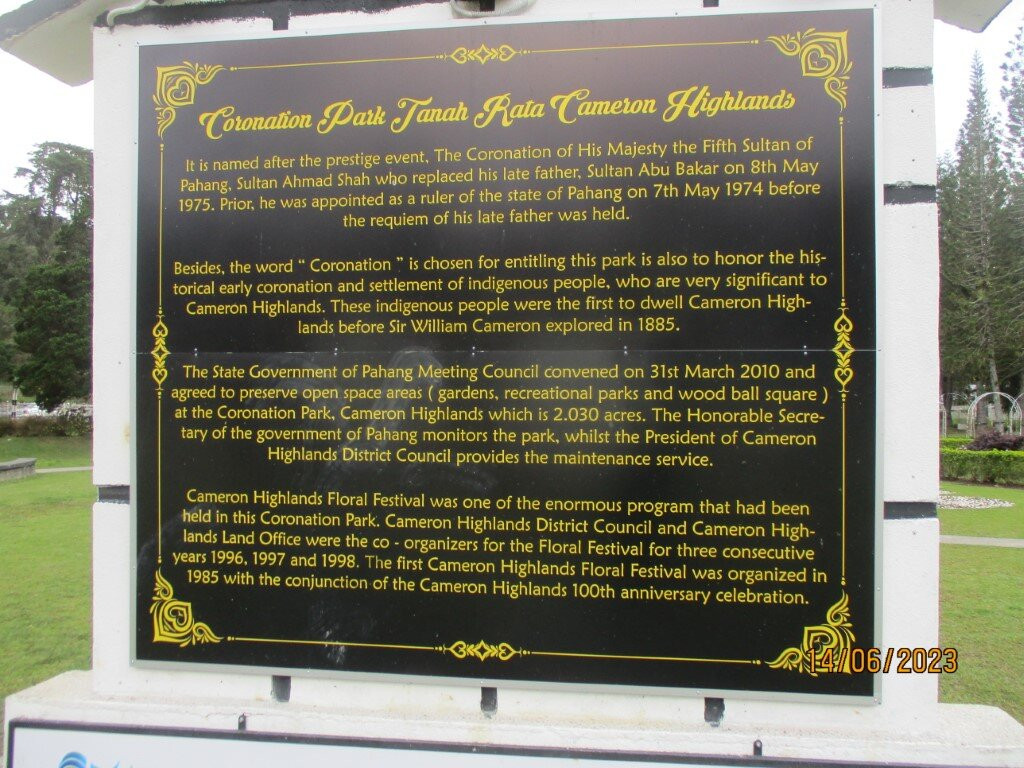 Coronation Park Tanah Rata Cameron Highlands
It is named after the prestige event, The Coronation of His Majesty the Fifth Sultan of
Pahang, Sultan Ahmad Shah who replaced his late father, Sultan Abu Bakar on 8th May
1975. Prior, he was appointed as a ruler of the state of Pahang on 7th May 1974 before
the requiem of his late father was held.
Besides, the word “ Coronation ” is chosen for entitling this park is also to honor the his-
torical early coronation and settlement of indigenous people, who are very significant to
Cameron Highlands. These indigenous people were the first to dwell Cameron High-
lands before Sir William Cameron explored in 1885.
The State Government of Pahang Meeting Council convened on 31st March 2010 and
agreed to preserve open space areas ( gardens, recreational parks and wood ball square )
at the Coronation Park, Cameron Highlands which is 2.030 acres. The Honorable Secre-
tary of the government of Pahang monitors the park, whilst the President of Cameron
Highlands District Council provides the maintenance service.
Cameron Highlands Floral Festival was one of the enormous program that had been
held in this Coronation Park. Cameron Highlands District Council and Cameron High-
lands Land Office were the co - organizers for the Floral Festival for three consecutive
years 1996, 1997 and 1998. The first Cameron Highlands Floral Festival was organized in
1985 with the conjunction of the Cameron Highlands 100th anniversary celebration.
14/06/2023